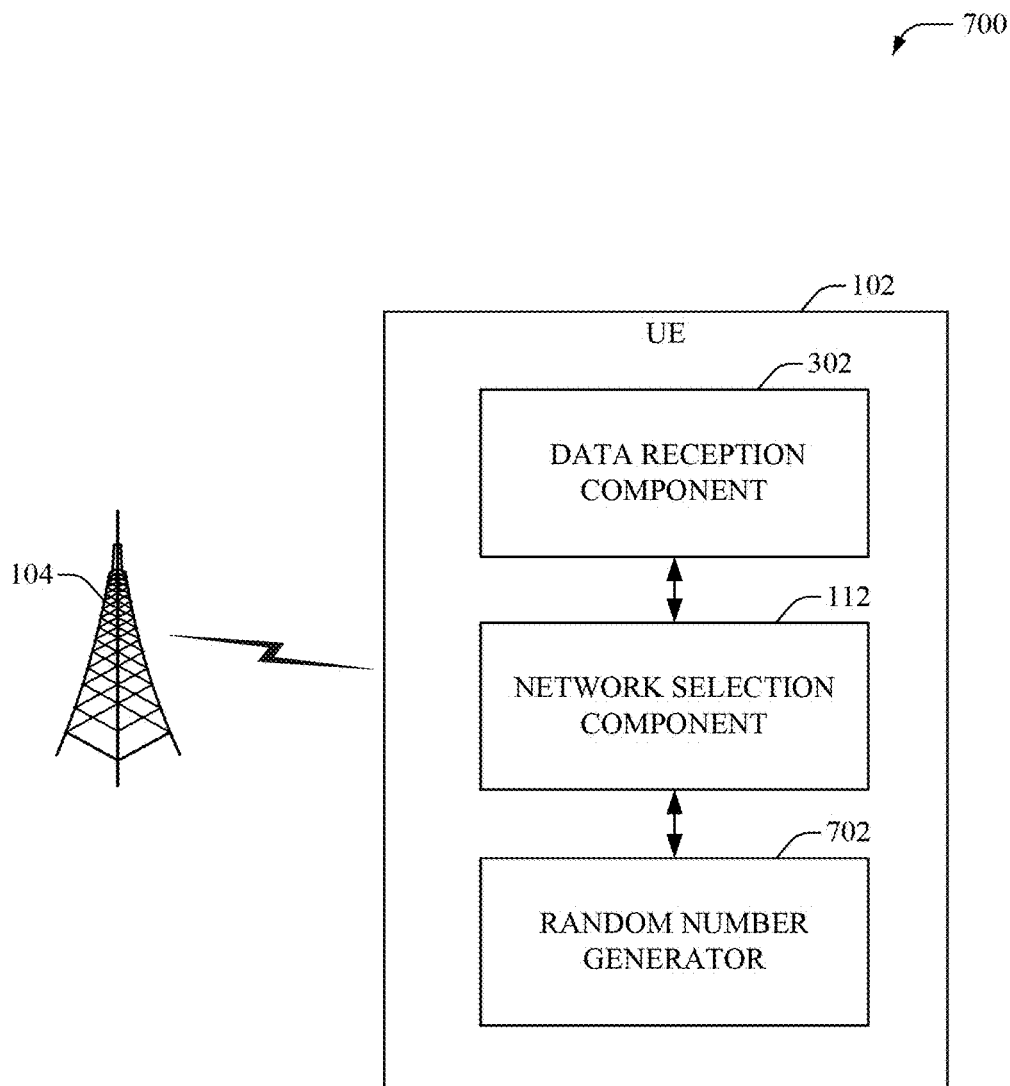 700
102
UE
302
DATA RECEPTION
COMPONENT
104
112
NETWORK SELECTION
COMPONENT
702
RANDOM NUMBER
GENERATOR